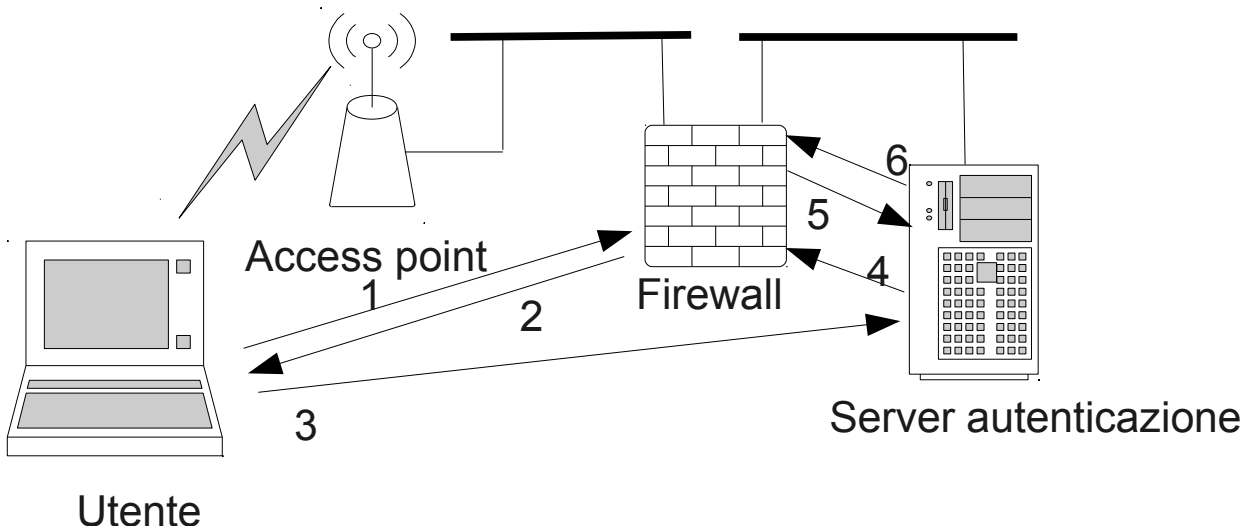 6
5
Access point
4
1
Firewall
2
Server autenticazione
3
Utente